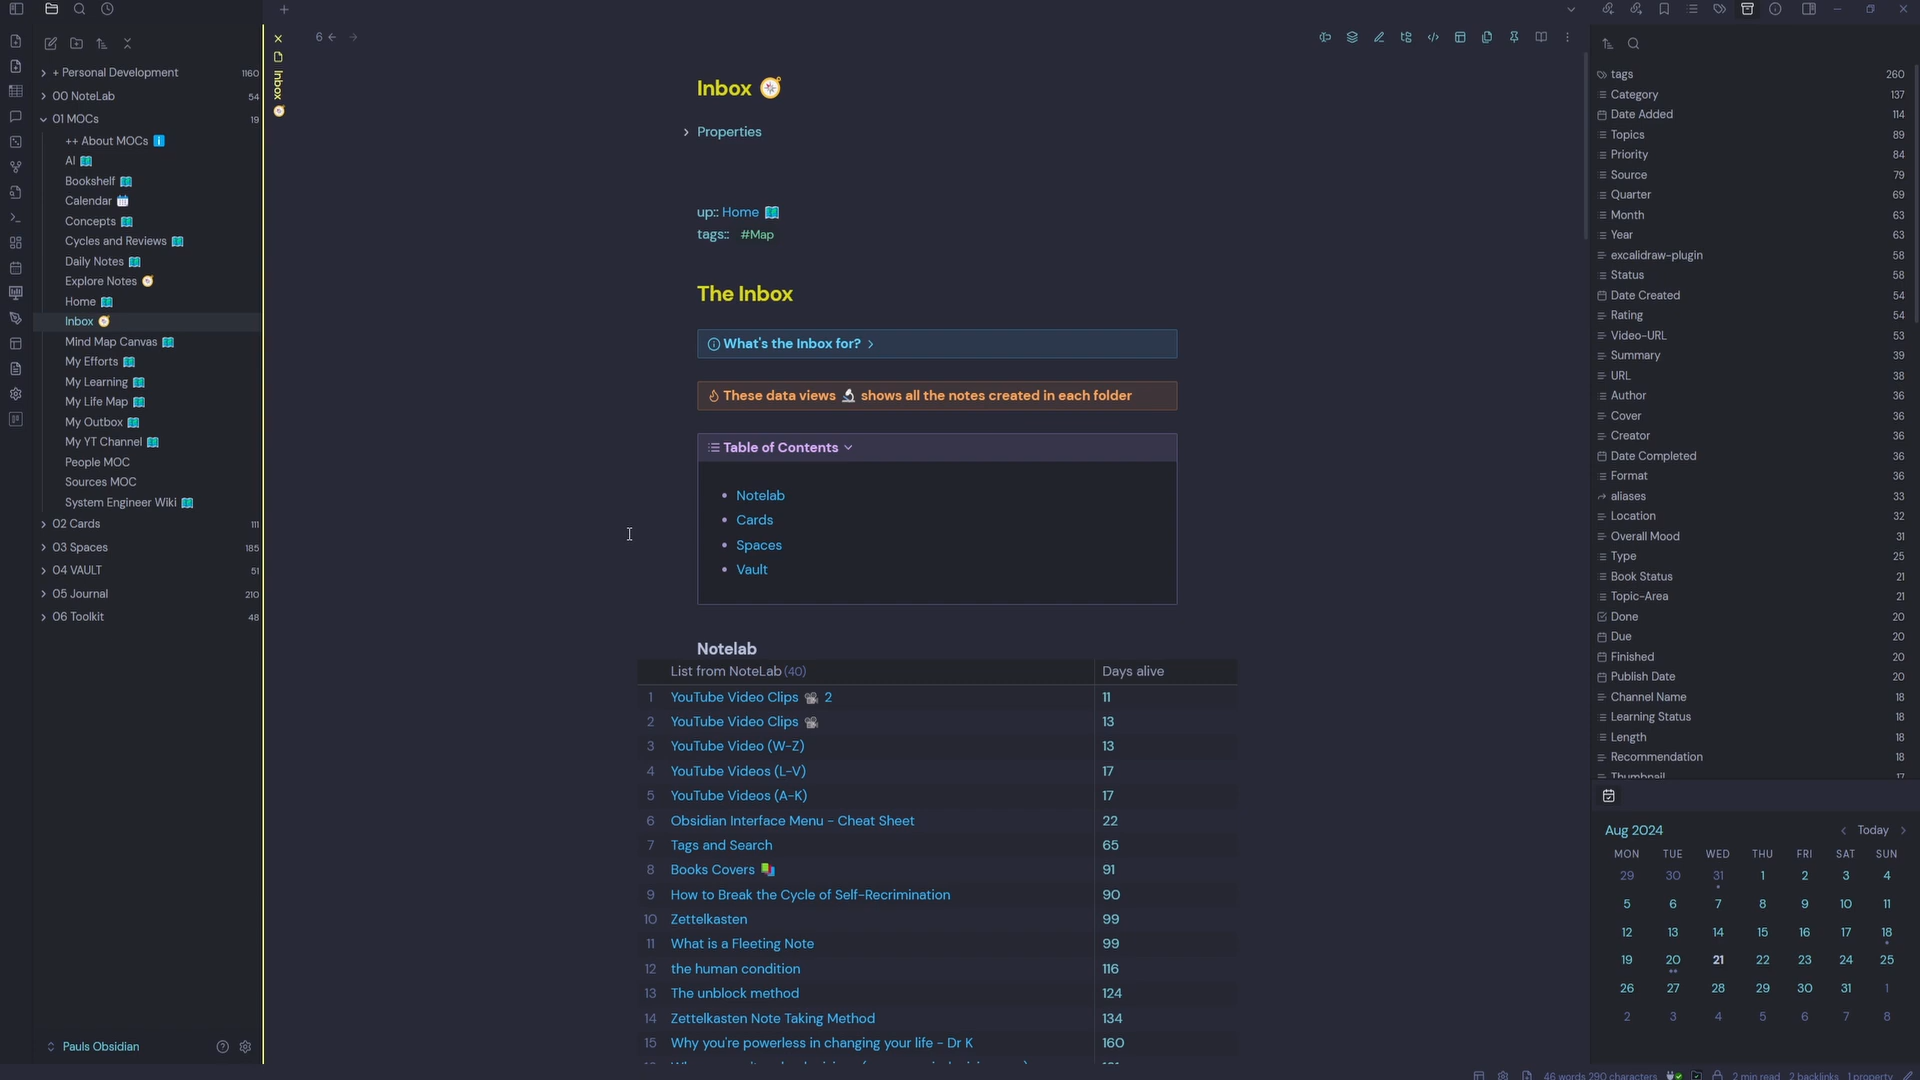 + Personal Development 1160
00 NoteLab 54
01 MOCs 19
++ About MOCs
AI
Bookshelf
Calendar
Concepts
Cycles and Reviews
Daily Notes
Explore Notes
Home
Inbox
Mind Map Canvas
My Efforts
My Learning
My Life Map
My Outbox
My YT Channel
People MOC
Sources MOC
System Engineer Wiki
02 Cards 111
03 Spaces 185
04 VAULT 51
05 Journal 210
06 Toolkit 48
Pauls Obsidian
Inbox
6
Inbox
Properties
up:: Home
tags:: #Map
The Inbox
What's the Inbox for?
These data views shows all the notes created in each folder
Table of Contents
• Notelab
• Cards
• Spaces
• Vault
Notelab
List from NoteLab (40) Days alive
1 YouTube Video Clips 2 11
2 YouTube Video Clips 13
3 YouTube Video (W-Z) 13
4 YouTube Videos (L-V) 17
5 YouTube Videos (A-K) 17
6 Obsidian Interface Menu - Cheat Sheet 22
7 Tags and Search 65
8 Books Covers 91
9 How to Break the Cycle of Self-Recrimination 90
10 Zettelkasten 99
11 What is a Fleeting Note 99
12 the human condition 116
13 The unblock method 124
14 Zettelkasten Note Taking Method 134
15 Why you're powerless in changing your life - Dr K 160
tags 260
Category 137
Date Added 114
Topics 89
Priority 84
Source 79
Quarter 69
Month 63
Year 63
excalidraw-plugin 58
Status 58
Date Created 54
Rating 54
Video-URL 53
Summary 39
URL 38
Author 36
Cover 36
Creator 36
Date Completed 36
Format 36
aliases 33
Location 32
Overall Mood 31
Type 25
Book Status 21
Topic-Area 21
Done 20
Due 20
Finished 20
Publish Date 20
Channel Name 18
Learning Status 18
Length 18
Recommendation 18
Thumbnail 17
Aug 2024 Today
MON TUE WED THU FRI SAT SUN
29 30 31 1 2 3 4
5 6 7 8 9 10 11
12 13 14 15 16 17 18
19 20 21 22 23 24 25
26 27 28 29 30 31 1
2 3 4 5 6 7 8
46 words 290 characters 2 min read 2 backlinks 1 property